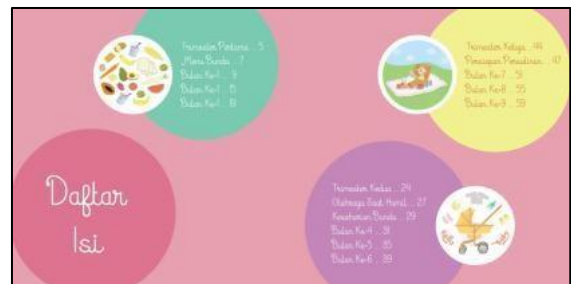 Daftar
Isi
Trimester Pertama .. 5
Menu Bunda .. 7
Bulan Ke-1 .. 9
Bulan Ke-1 .. 15
Bulan Ke-1 .. 18
Trimester Kedua .. 24
Olahraga Saat Hamil .. 27
Kesehatan Bunda .. 29
Bulan Ke-4 .. 31
Bulan Ke-5 .. 35
Bulan Ke-6 .. 39
Trimester Ketiga .. 44
Persiapan Persalinan .. 47
Bulan Ke-7 .. 51
Bulan Ke-8 .. 55
Bulan Ke-9 .. 59